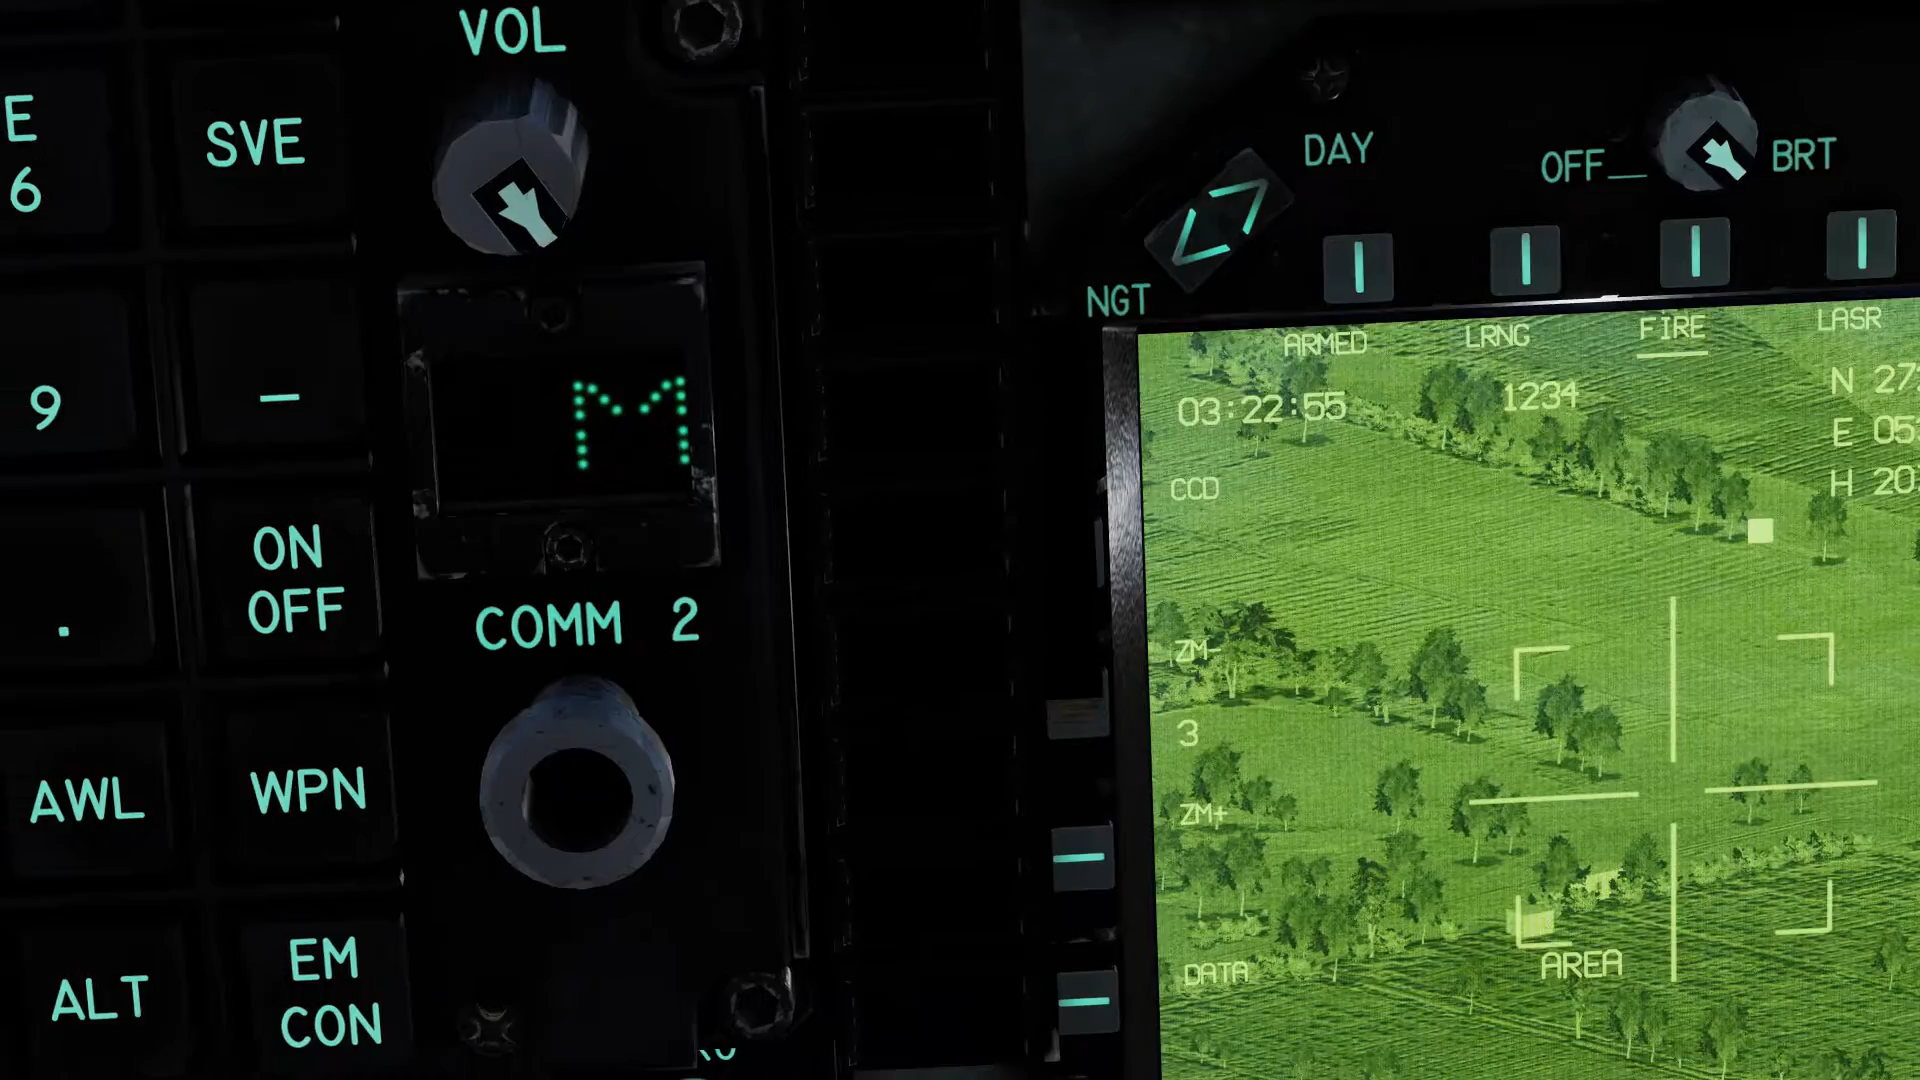 VOL
E
6
SVE
9
-
.
ON
OFF
AWL
WPN
ALT
EM
CON
M
COMM 2
DAY
NGT
OFF
BRT
ARMED
LRNG
FIRE
LASR
03:22:55
1234
N 27
E 05
H 20
CCD
ZM-
3
ZM+
DATA
AREA